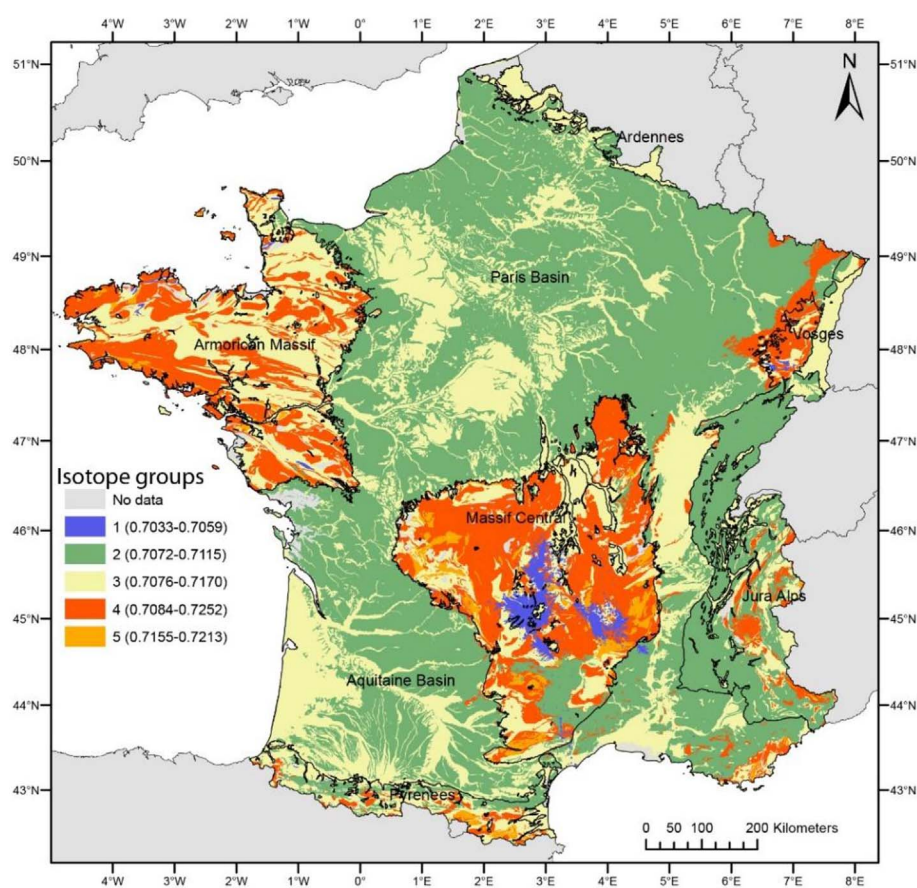 4°W 2°W 1°W 0° 1°E 2°E 3°E 4°E 6°E 7°E 8°E
N
51°N 51°N
Ardennes
50°N 50°N
49°N 49°N
Paris Basin
Vosges
Armorican Massif
48°N 48°N
47°N 47°N
Isotope groups
No data
Massif Central
46°N
1 (0.7033-0.7059)
46°N
2 (0.7072-0.7115)
3 (0.7076-0.7170)
4 (0.7084-0.7252)
Jura Alps
45°N
5 (0.7155-0.7213)
45°N
Aquitaine Basin
44°N 44°N
43°N 43°N
Pyrenees
0 50 100 200 Kilometers
4°W 2°W 1°W 0° 1°E 2°E 3°E 4°E 6°E 7°E 8°E